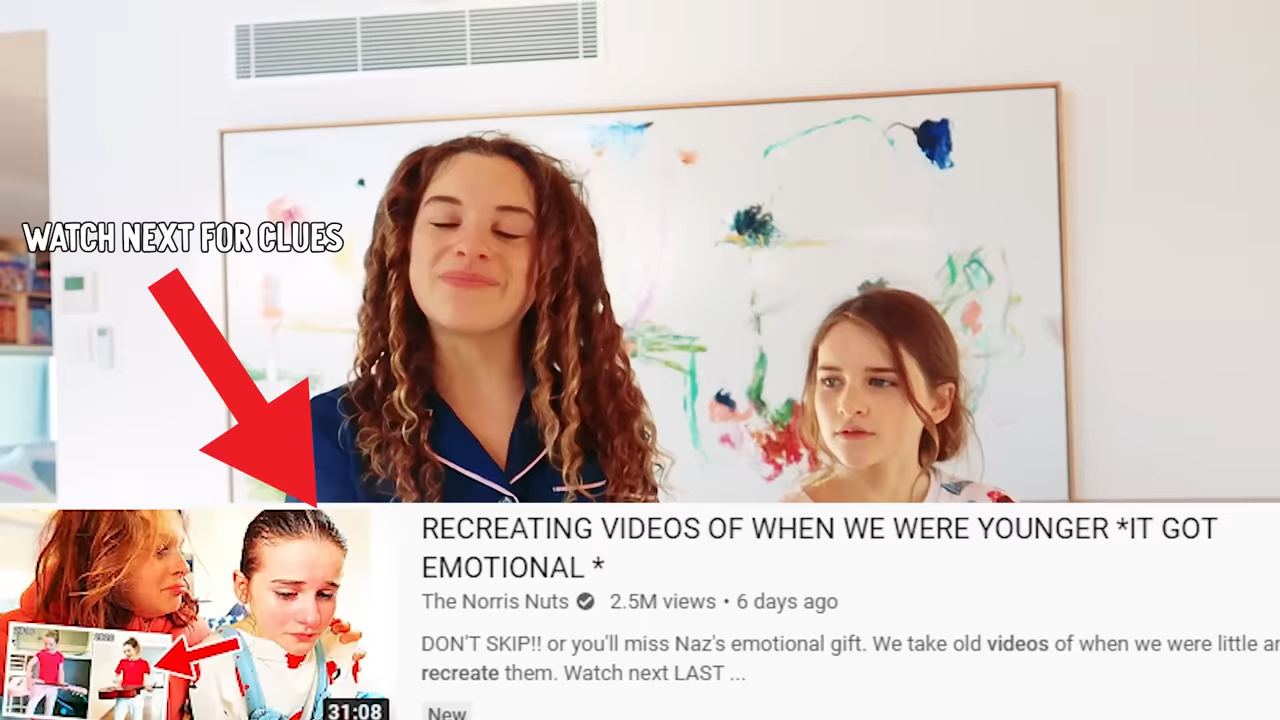 WATCH NEXT FOR CLUES
RECREATING VIDEOS OF WHEN WE WERE YOUNGER *IT GOT
EMOTIONAL *
The Norris Nuts 2.5M views • 6 days ago
DON'T SKIP!! or you'll miss Naz's emotional gift. We take old videos of when we were little
recreate them. Watch next LAST ...
31:08
New